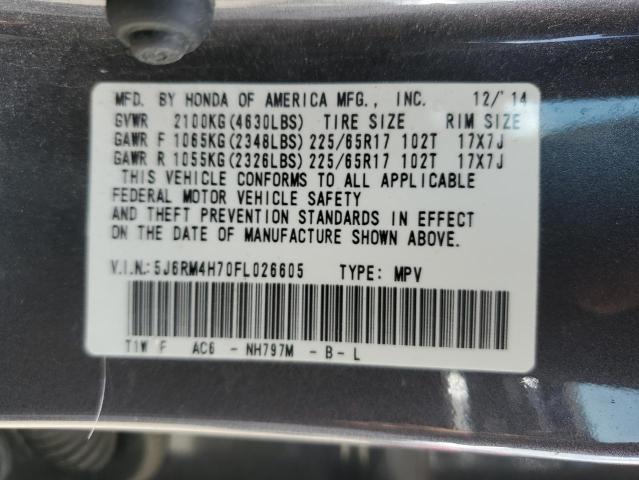 MFD. BY HONDA OF AMERICA MFG., INC. 12/'14
GVWR 2100KG(4630LBS) TIRE SIZE RIM SIZE
GAWR F 1065KG(2348LBS) 225/65R17 102T 17X7J
GAWR R 1055KG(2326LBS) 225/65R17 102T 17X7J
THIS VEHICLE CONFORMS TO ALL APPLICABLE
FEDERAL MOTOR VEHICLE SAFETY
AND THEFT PREVENTION STANDARDS IN EFFECT
ON THE DATE OF MANUFACTURE SHOWN ABOVE.
V.I.N.:5J6RM4H70FL026605 TYPE: MPV
T1W F AC6 - NH797M - B - L